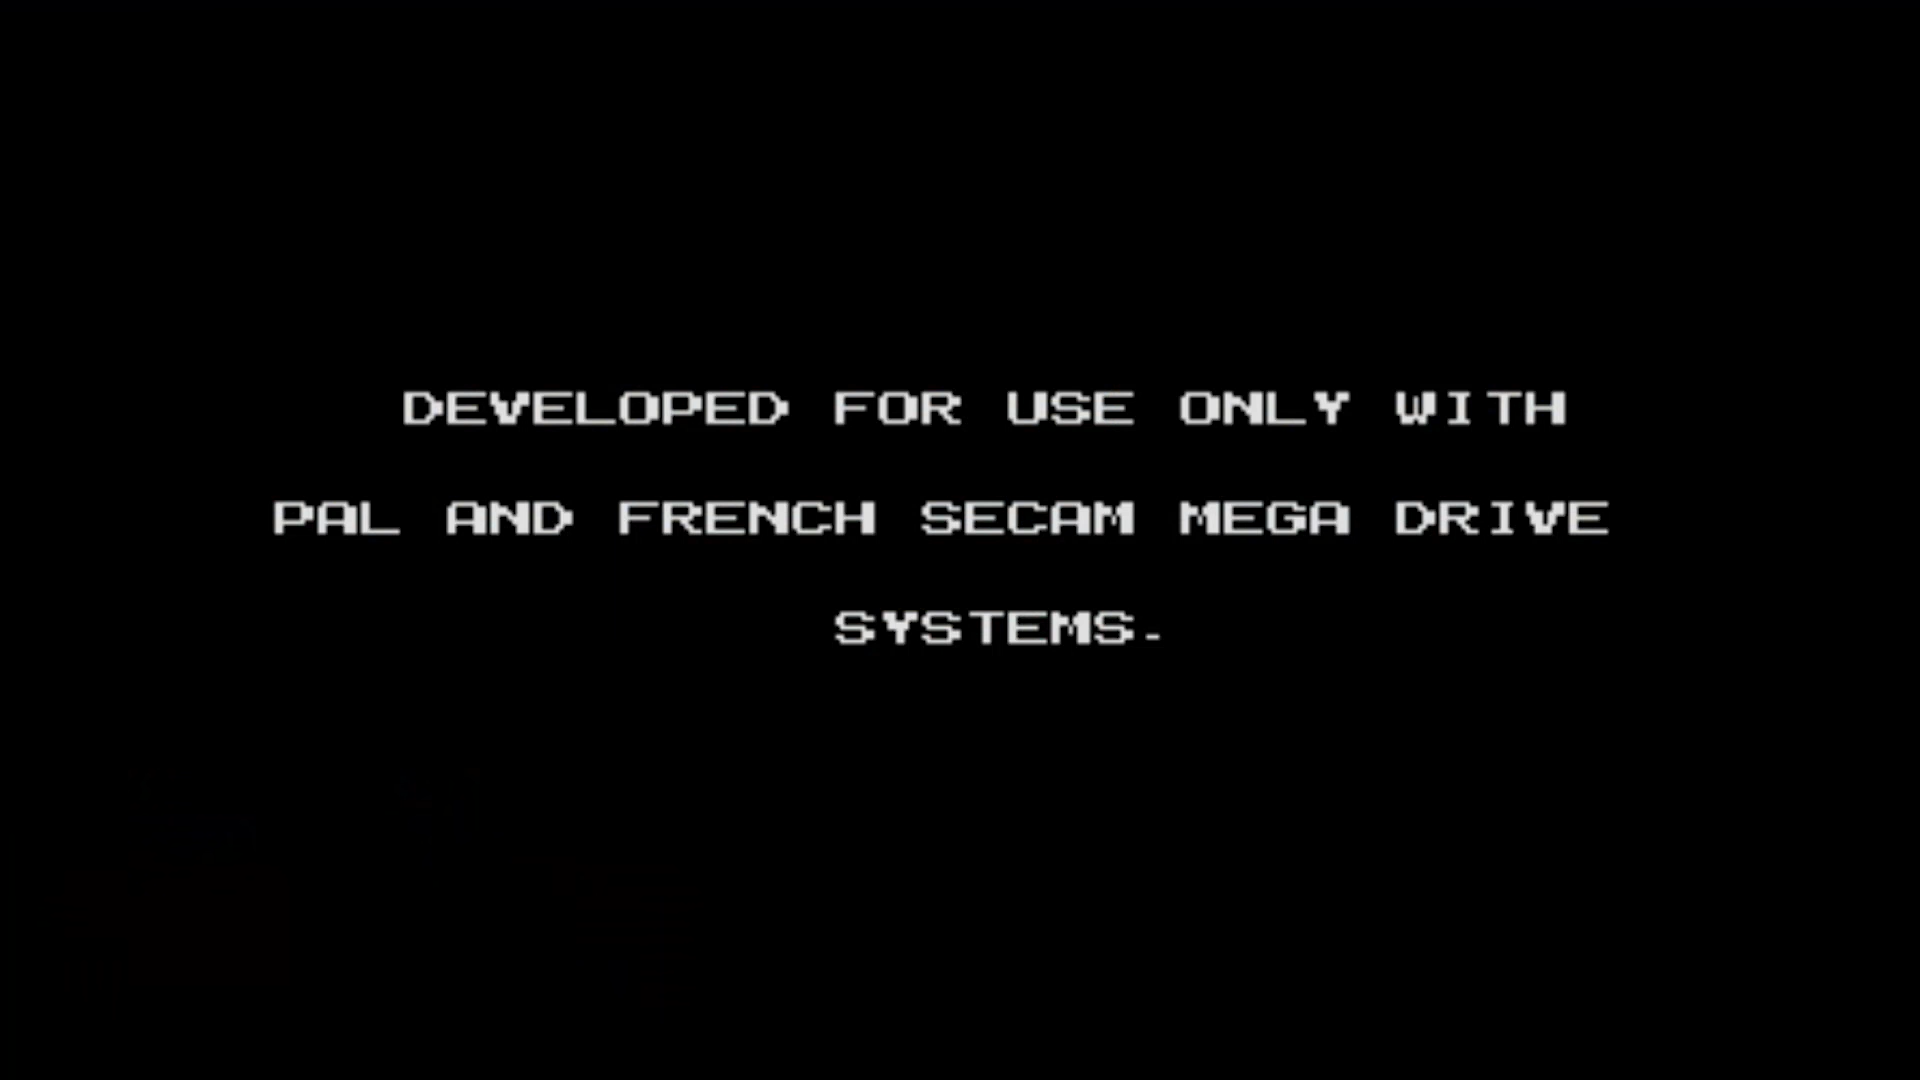 DEVELOPED FOR USE ONLY WITH
PAL AND FRENCH SECAM MEGA DRIVE
SYSTEMS.